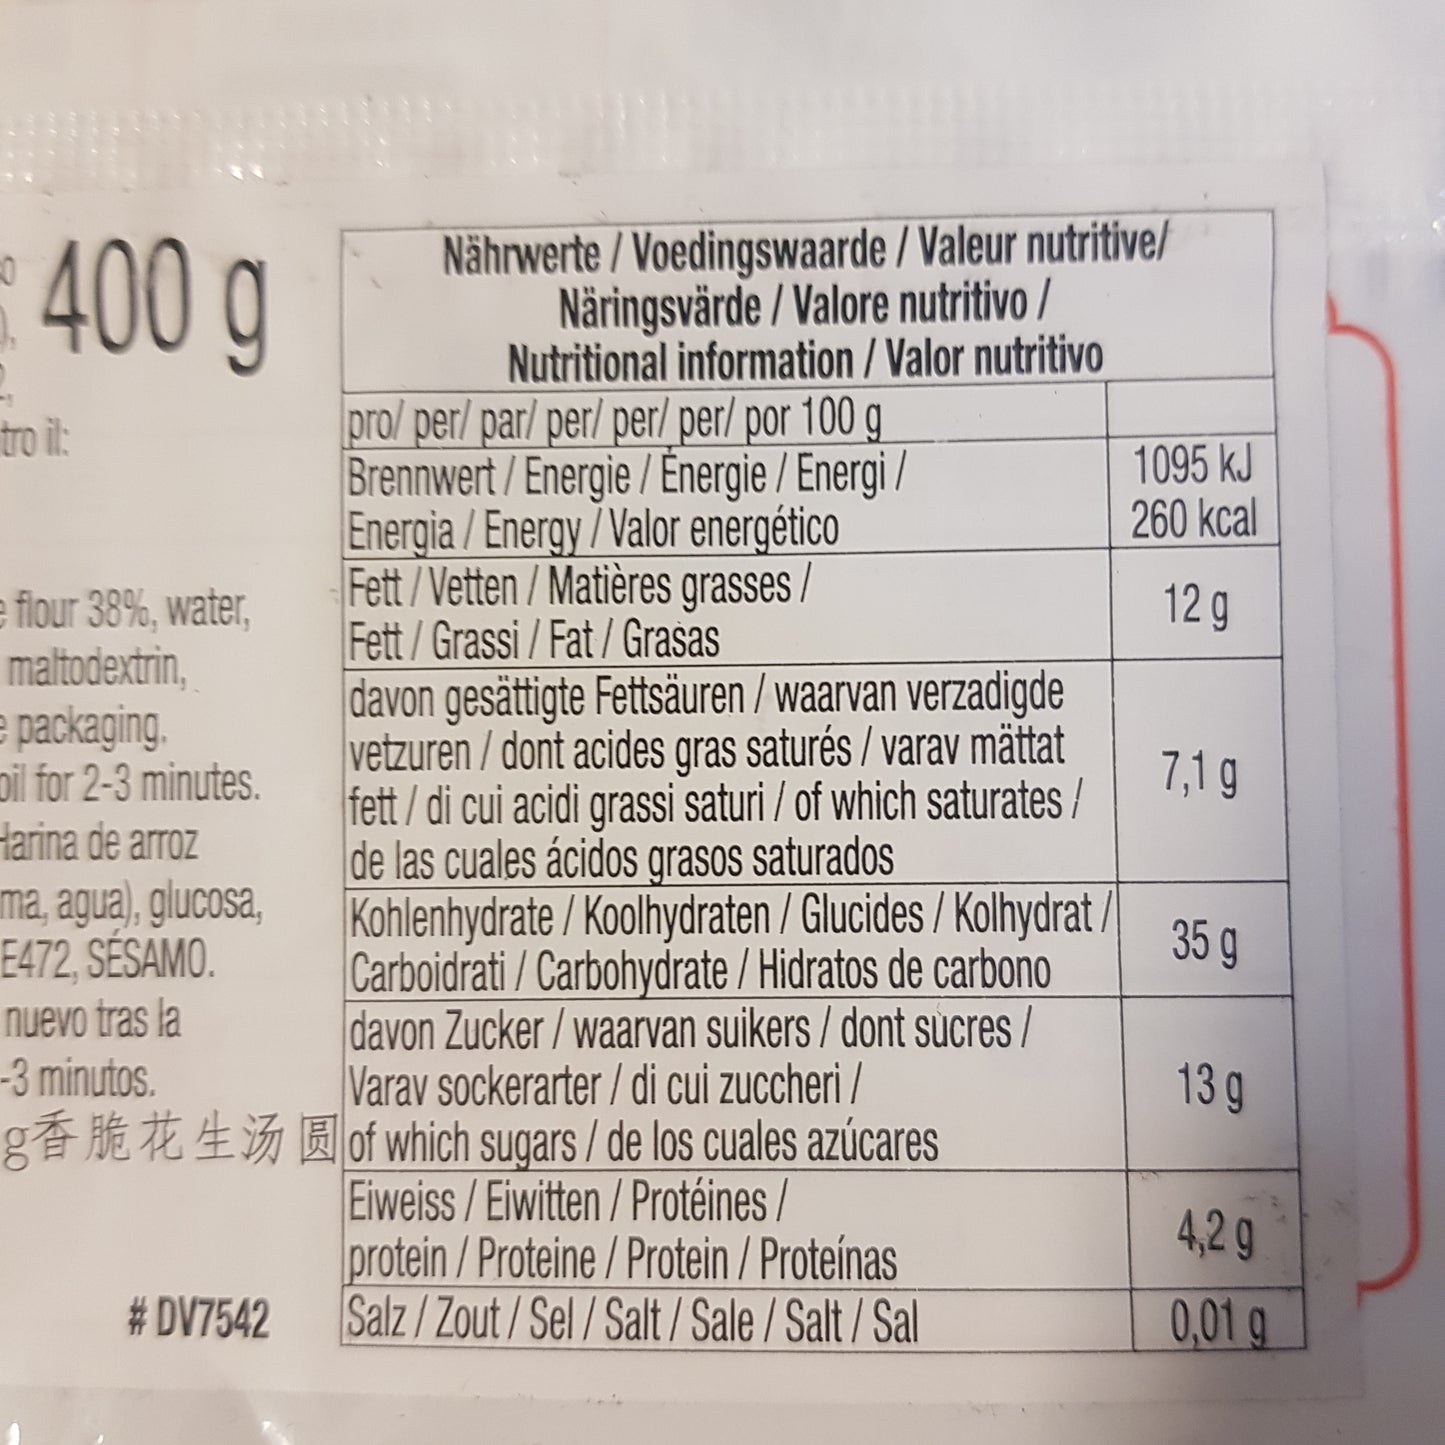 400 g
tro il:
flour 38%, water,
maltodextrin,
packaging.
for 2-3 minutes.
Harina de arroz
agua), glucosa,
E472, SÉSAMO.
nuevo tras la
-3 minutos.
g香脆花生汤圆
# DV7542
Nährwerte / Voedingswaarde / Valeur nutritive/
Näringsvärde / Valore nutritivo /
Nutritional information / Valor nutritivo
pro/ per/ par/ per/ per/ per/ por 100 g
Brennwert / Energie / Énergie / Energi / 1095 kJ
Energia / Energy / Valor energético 260 kcal
Fett / Vetten / Matières grasses /
Fett / Grassi / Fat / Grasas 12 g
davon gesättigte Fettsäuren / waarvan verzadigde
vetzuren / dont acides gras saturés / varav mättat
fett / di cui acidi grassi saturi / of which saturates / 7,1 g
de las cuales ácidos grasos saturados
Kohlenhydrate / Koolhydraten / Glucides / Kolhydrat /
Carboidrati / Carbohydrate / Hidratos de carbono 35 g
davon Zucker / waarvan suikers / dont sucres /
Varav sockerarter / di cui zuccheri / 13 g
of which sugars / de los cuales azúcares
Eiweiss / Eiwitten / Protéines /
protein / Proteine / Protein / Proteínas 4,2 g
Salz / Zout / Sel / Salt / Sale / Salt / Sal 0,01 g